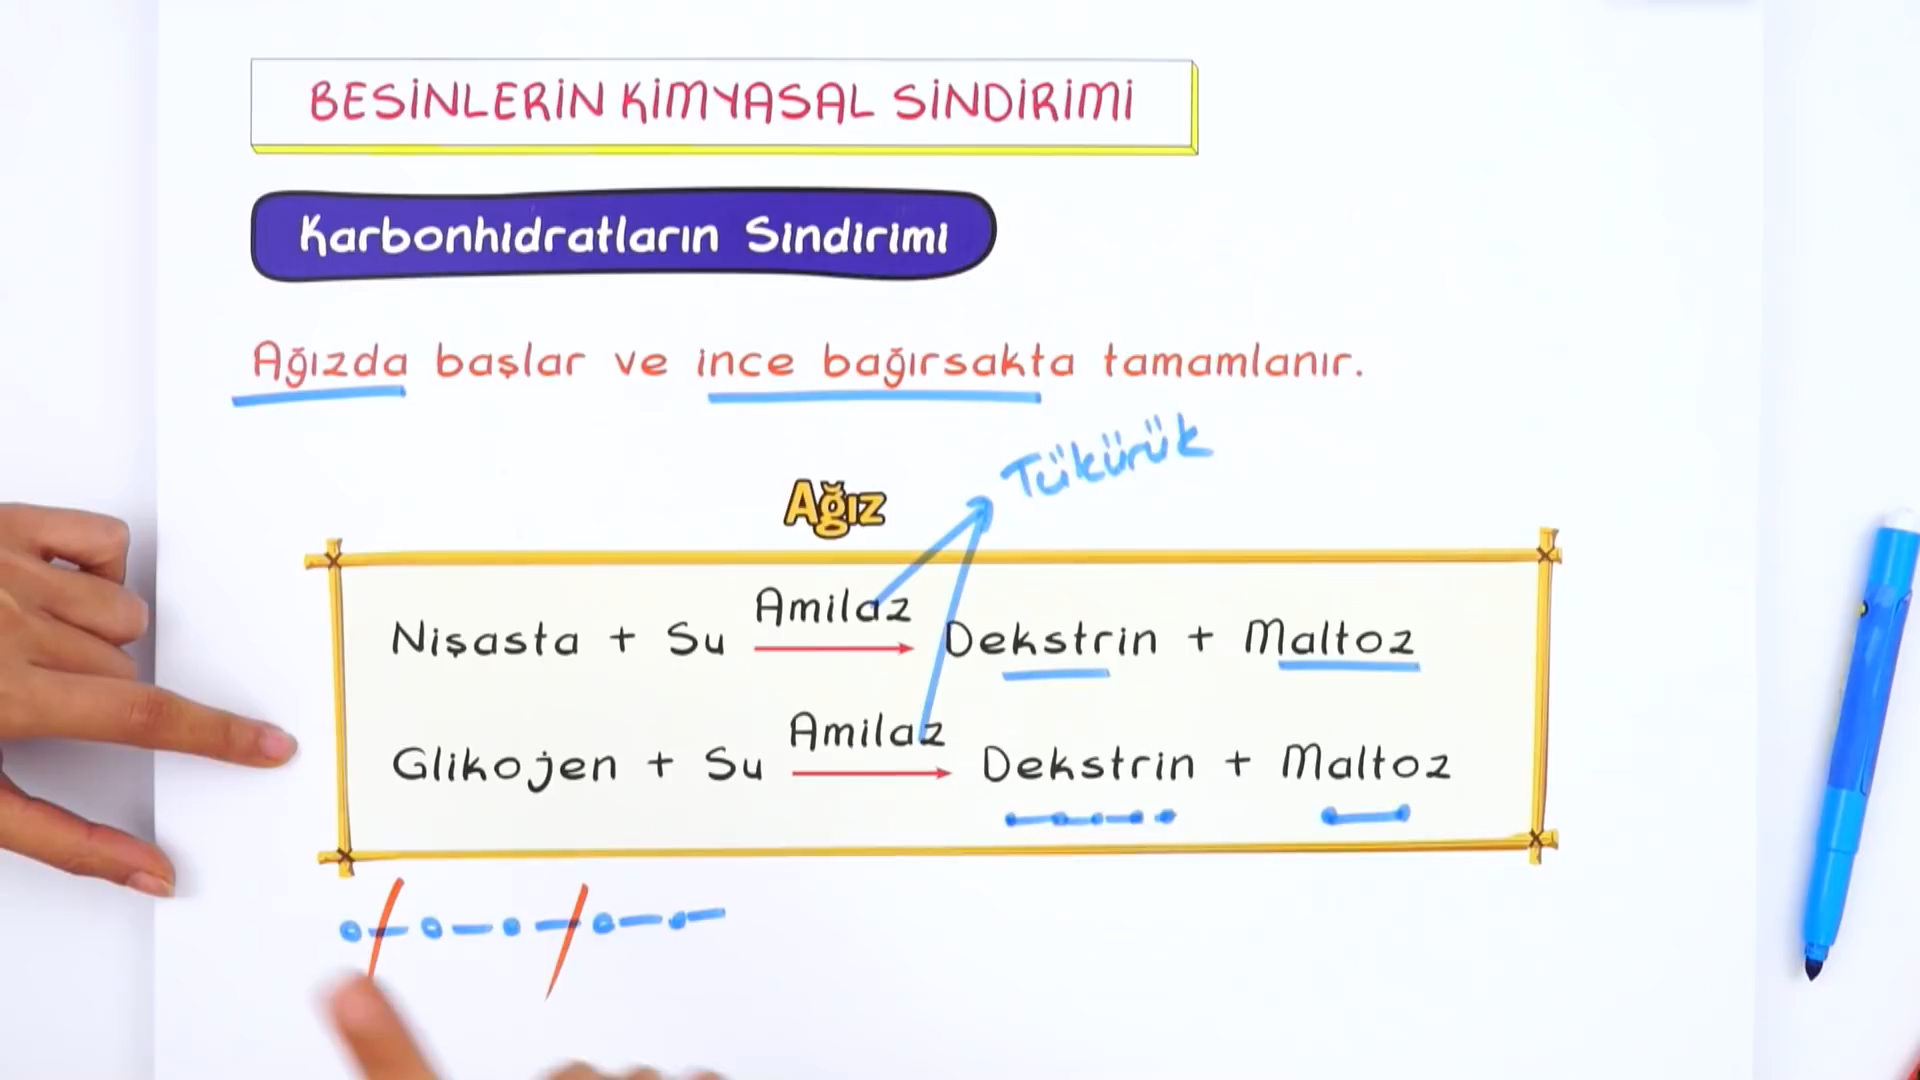 BESİNLERİN KİMYASAL SİNDİRİMİ
Karbonhidratların Sindirimi
Ağızda başlar ve ince bağırsakta tamamlanır.
Tükürük
Ağız
Nişasta + Su Amilaz Dekstrin + Maltoz
Glikojen + Su Amilaz Dekstrin + Maltoz